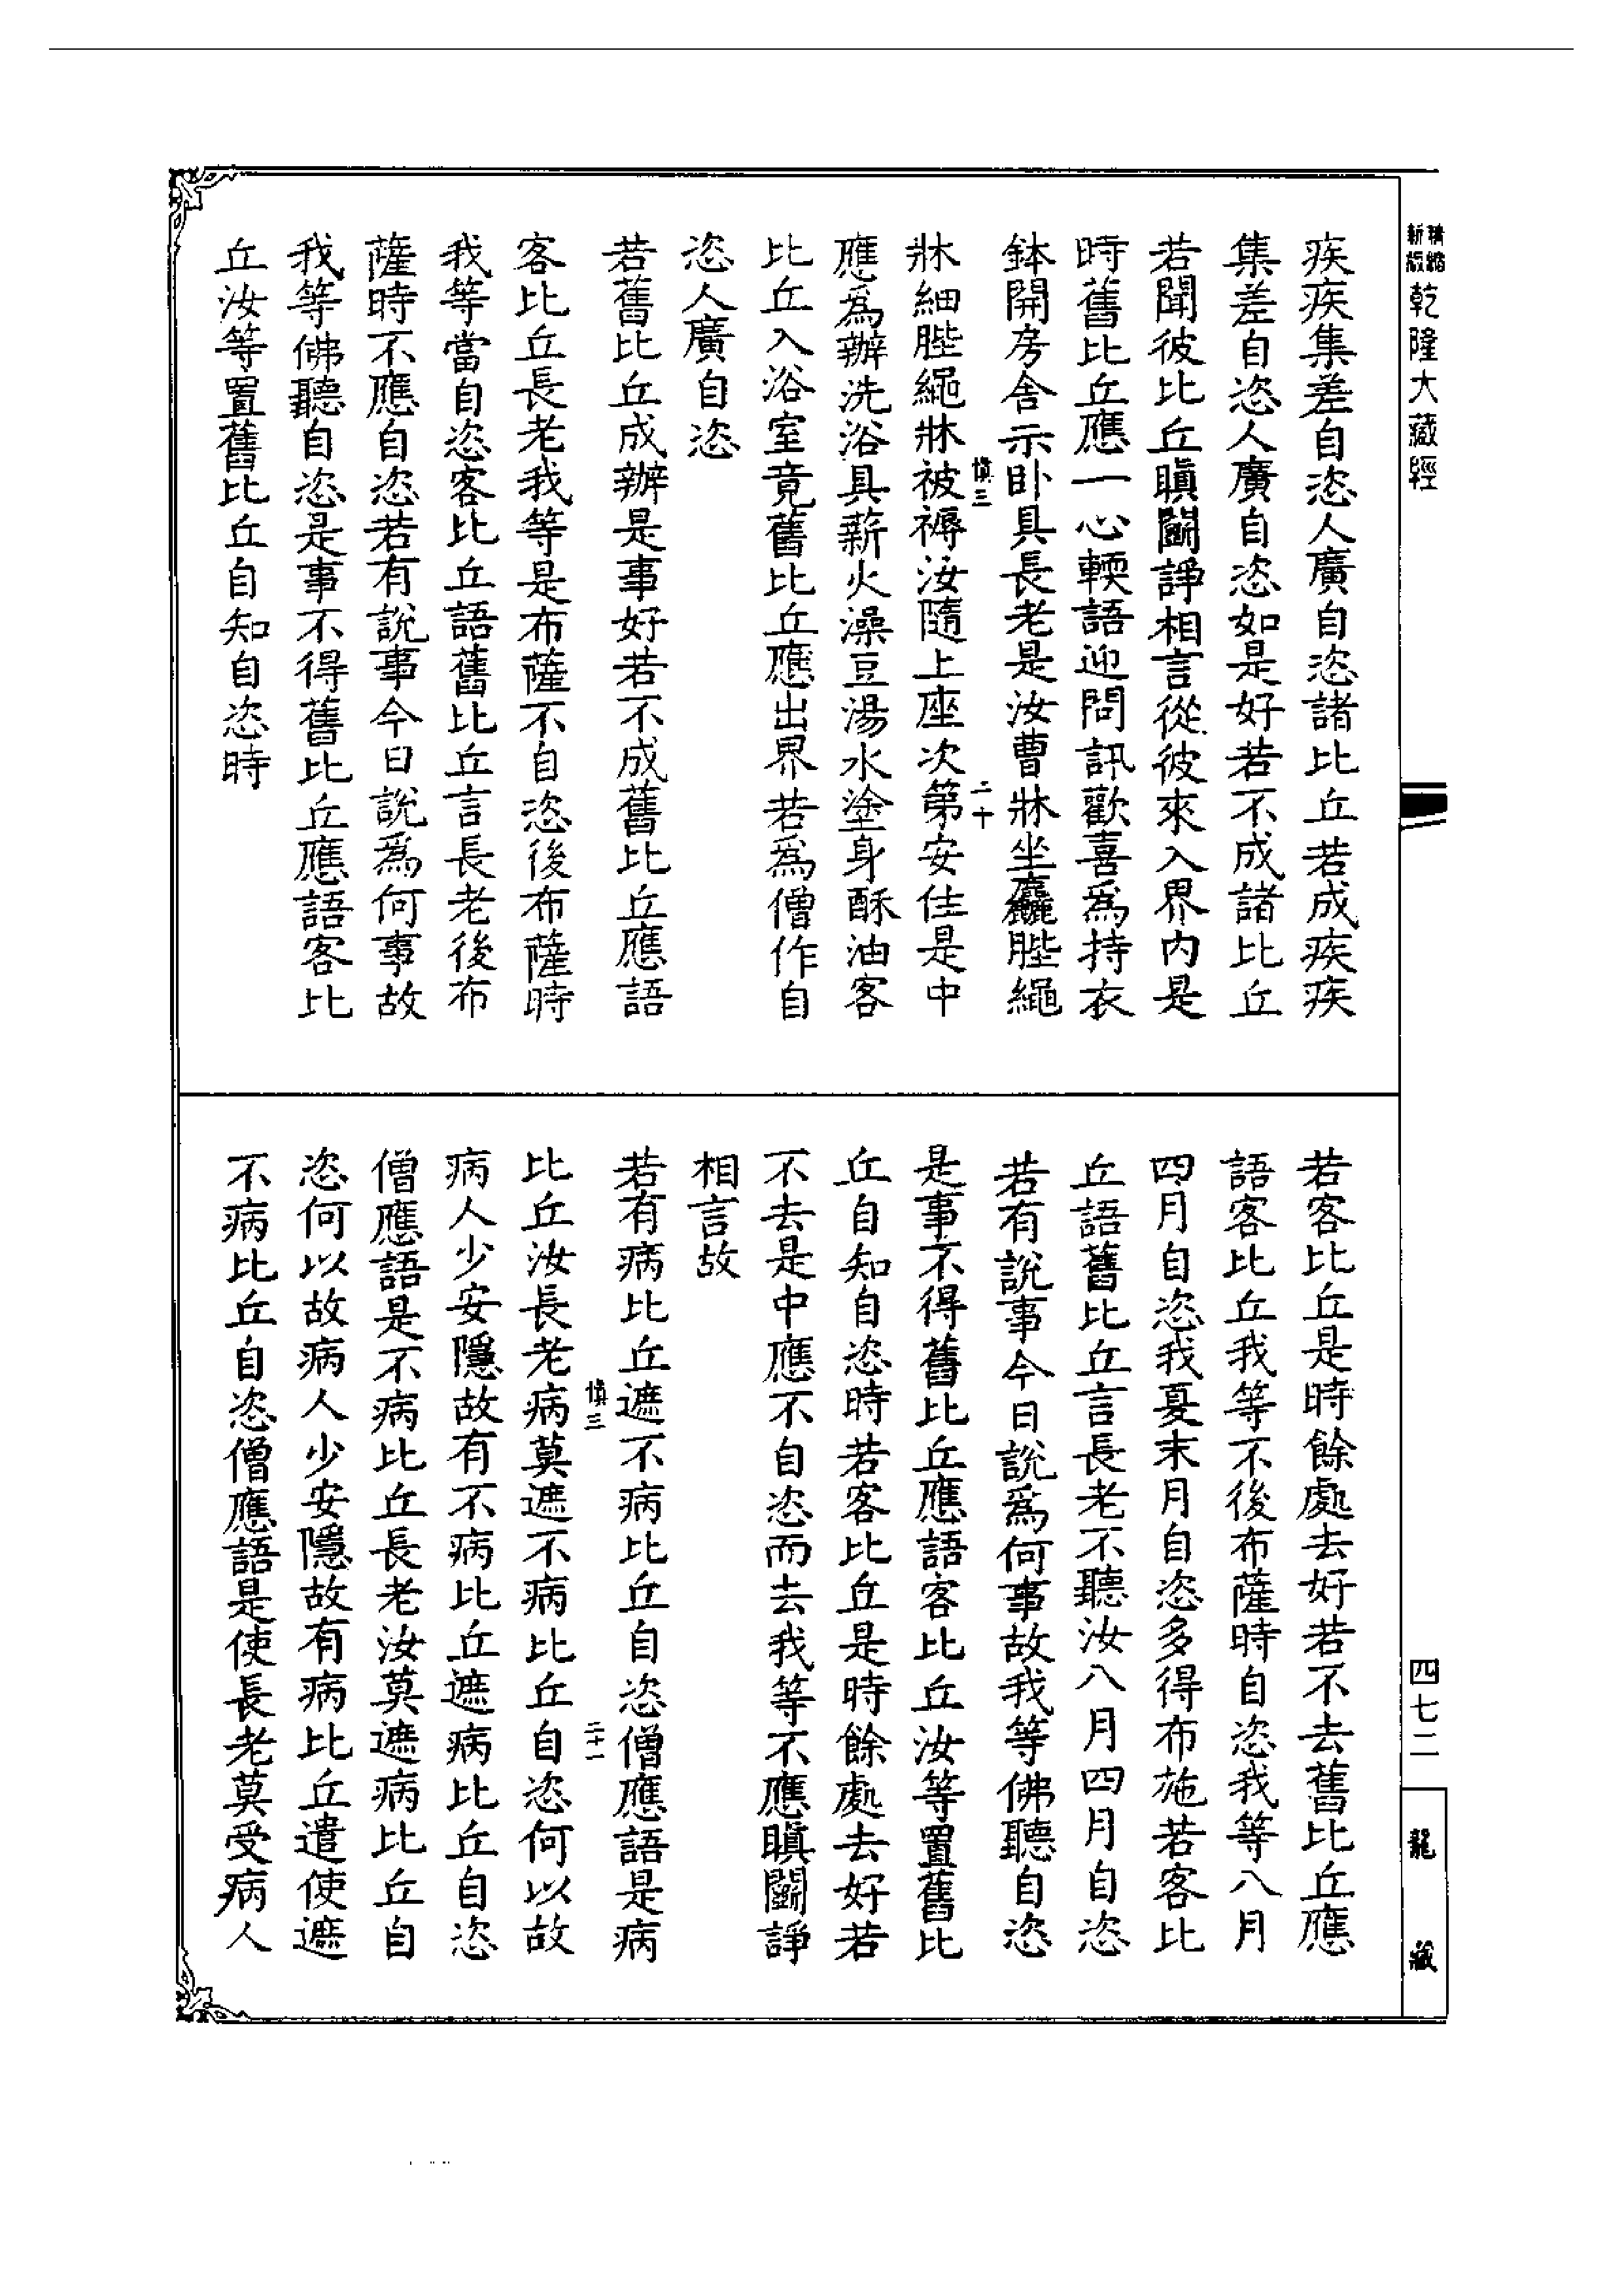 精縮新版乾隆大藏經
四七二
龍藏
疾疾集差自恣人廣自恣諸比丘若成疾疾
集差自恣人廣自恣如是好若不成諸比丘
若聞彼比丘瞋鬭諍相言從彼來入界內是
時舊比丘應一心輭語迎問訊歡喜爲持衣
鉢開房舍示卧具長老是汝曹牀坐麤陛繩
牀細陛繩牀被褥汝隨上座次第安住是中
慎三
二十
應爲辦洗浴具薪火澡豆湯水塗身酥油客
比丘入浴室竟舊比丘應出界若爲僧作自
恣人廣自恣
若舊比丘成辦是事好若不成舊比丘應語
客比丘長老我等是布薩不自恣後布薩時
我等當自恣客比丘語舊比丘言長老後布
薩時不應自恣若有說事今日說爲何事故
我等佛聽自恣是事不得舊比丘應語客比
丘汝等置舊比丘自知自恣時
若客比丘是時餘處去好若不去舊比丘應
語客比丘我等不後布薩時自恣我等八月
四月自恣我夏末月自恣多得布施若客比
丘語舊比丘言長老不聽汝八月四月自恣
若有說事今日說爲何事故我等佛聽自恣
是事不得舊比丘應語客比丘汝等置舊比
丘自知自恣時若客比丘是時餘處去好若
不去是中應不自恣而去我等不應瞋鬭諍
相言故
若有病比丘遮不病比丘自恣僧應語是病
慎三
二十一
比丘汝長老病莫遮不病比丘自恣何以故
病人少安隱故有不病比丘遮病比丘自恣
僧應語是不病比丘長老汝莫遮病比丘自
恣何以故病人少安隱故有病比丘遣使遮
不病比丘自恣僧應語是使長老莫受病人